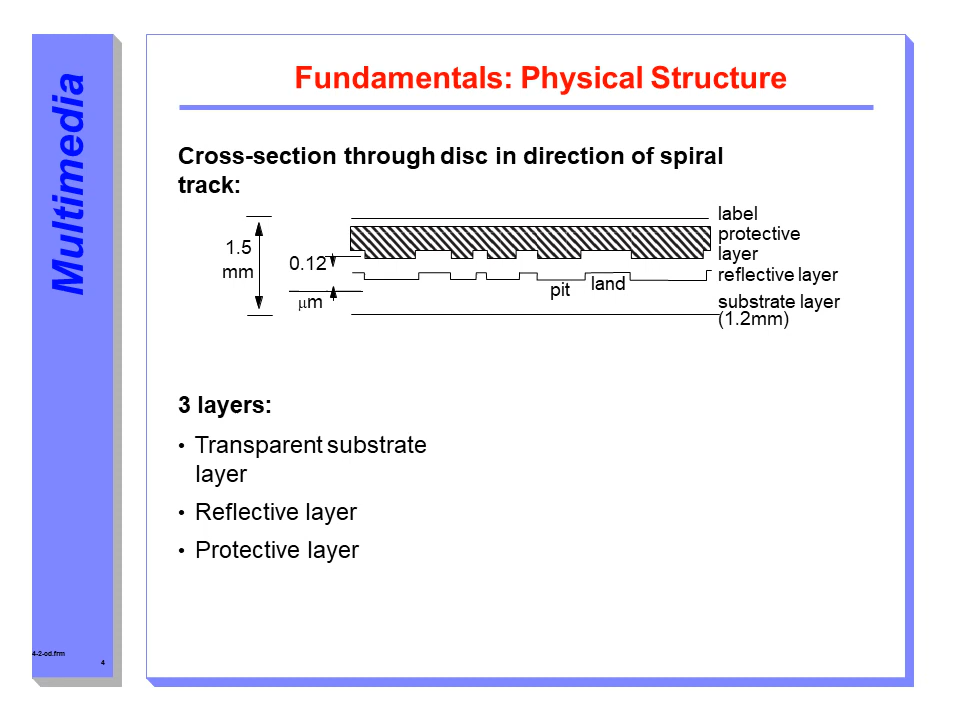 Multimedia
Fundamentals: Physical Structure
Cross-section through disc in direction of spiral
track:
label
protective
layer
reflective layer
substrate layer
(1.2mm)
1.5
mm
0.12
μm
pit
land
3 layers:
• Transparent substrate
layer
• Reflective layer
• Protective layer
4-2-cd.frm
4